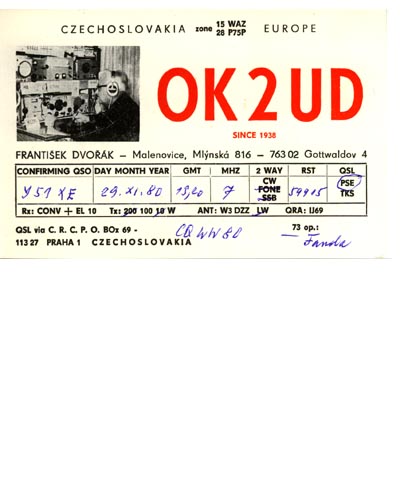 CZECHOSLOVAKIA zone 15 WAZ 28 P75P EUROPE
OK2UD
SINCE 1938
FRANTIŠEK DVOŘÁK – Malenovice, Mlýnská 816 – 763 02 Gottwaldov 4
CONFIRMING QSO DAY MONTH YEAR GMT MHZ 2 WAY RST QSL
Y51XE 29. XI. 80 15,20 7 CW FONE SSB 59915 PSE TKS
Rx: CONV + EL 10 Tx: 200 100 10 W ANT: W3 DZZ LW QRA: IJ69
QSL via C. R. C. P. O. BOx 69 - CQ WW 80 73 op.:
113 27 PRAHA 1 CZECHOSLOVAKIA Fanda